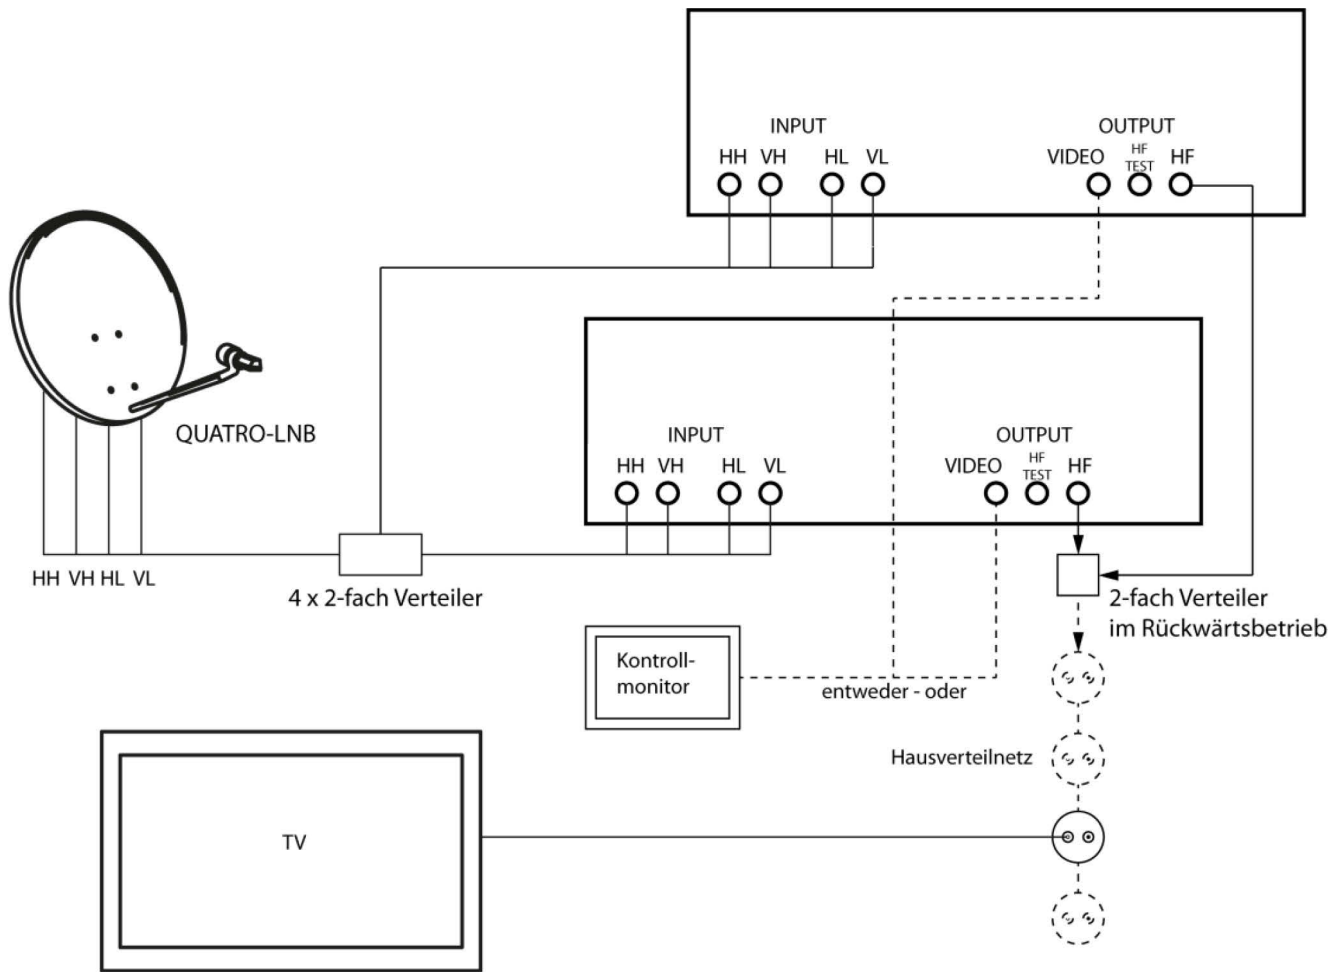 INPUT
OUTPUT
HH VH HL VL
VIDEO HF TEST HF
QUATRO-LNB
INPUT
OUTPUT
HH VH HL VL
VIDEO HF TEST HF
HH VH HL VL
4 x 2-fach Verteiler
2-fach Verteiler
im Rückwärtsbetrieb
Kontroll-
monitor
entweder - oder
Hausverteilnetz
TV